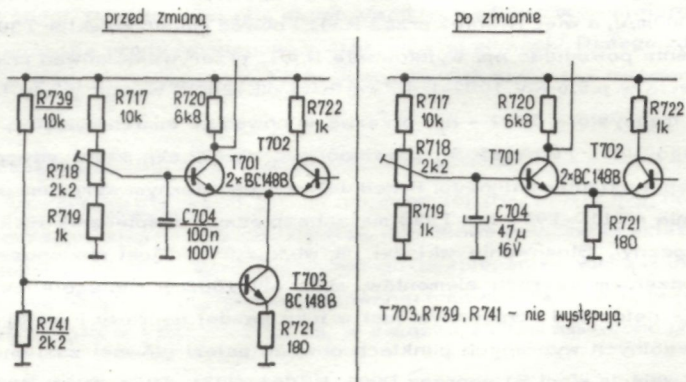 przed zmianą
R739
10k
R717
10k
R720
6k8
R722
1k
T702
R718
2k2
T701
2×BC148B
R719
1k
C704
100n
100V
T703
BC148B
R741
2k2
R721
180
po zmianie
R717
10k
R720
6k8
R722
1k
R718
2k2
T701
T702
2×BC148B
R719
1k
C704
47µ
16V
R721
180
T703, R739, R741 - nie występują